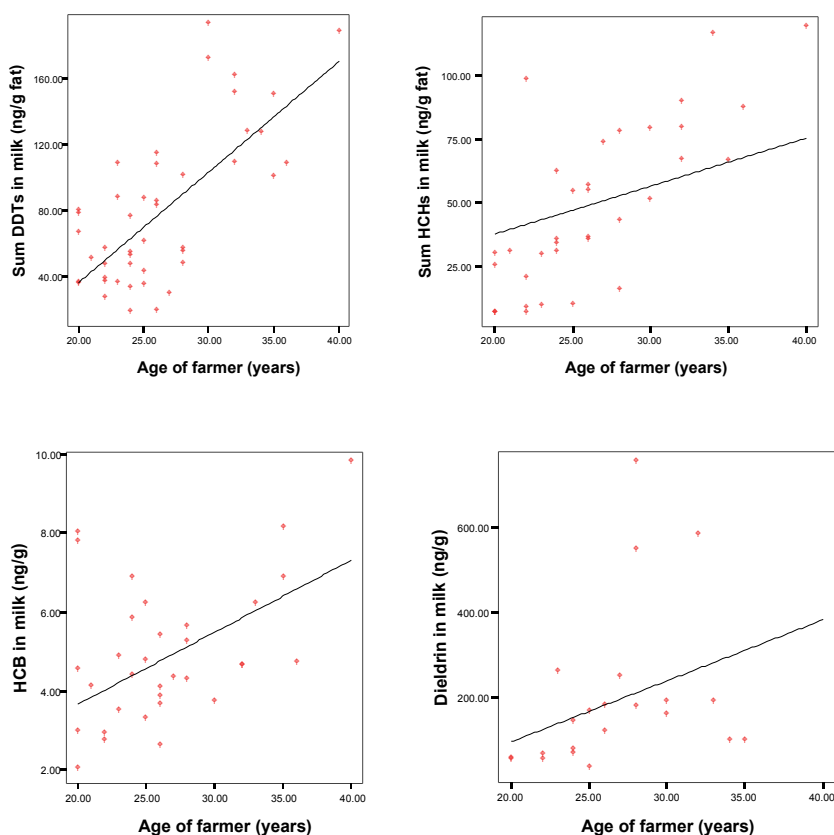 Sum DDTs in milk (ng/g fat)
160.00
120.00
80.00
40.00
20.00 25.00 30.00 35.00 40.00
Age of farmer (years)
Sum HCHs in milk (ng/g fat)
100.00
75.00
50.00
25.00
20.00 25.00 30.00 35.00 40.00
Age of farmer (years)
HCB in milk (ng/g)
10.00
8.00
6.00
4.00
2.00
20.00 25.00 30.00 35.00 40.00
Age of farmer (years)
Dieldrin in milk (ng/g)
600.00
400.00
200.00
20.00 25.00 30.00 35.00 40.00
Age of farmer (years)